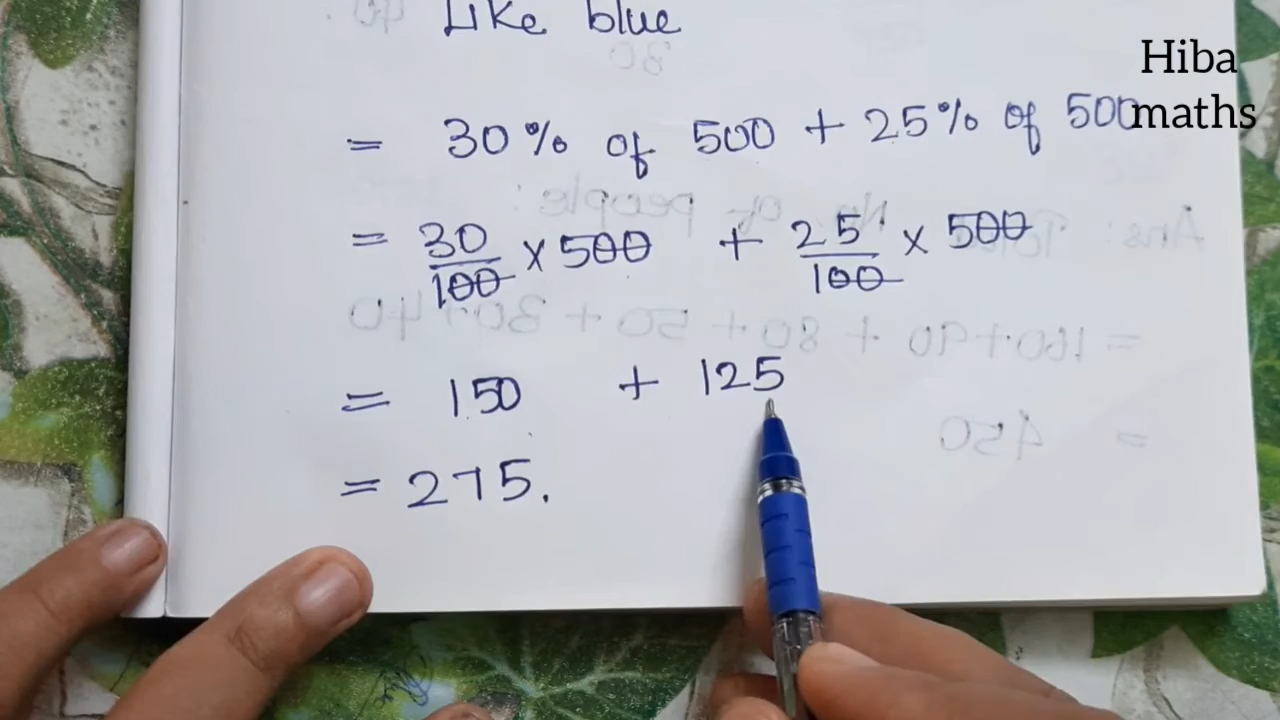 Like blue
Hiba
maths
= 30% of 500 + 25% of 500
= 30/100 × 500 + 25/100 × 500
= 150 + 125
= 275.